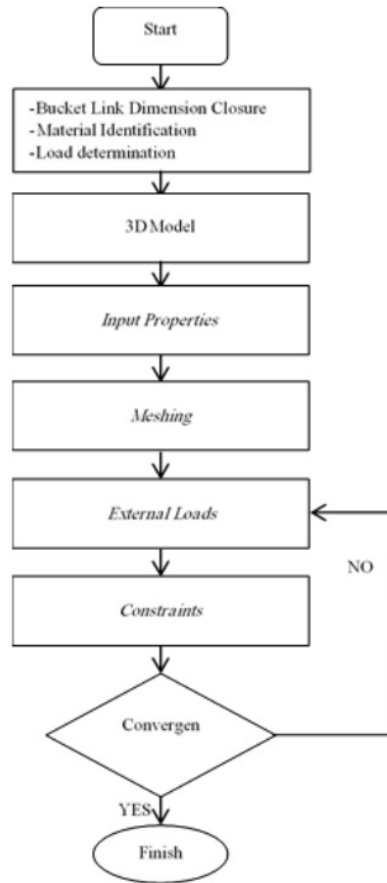 Start
-Bucket Link Dimension Closure
-Material Identification
-Load determination
3D Model
Input Properties
Meshing
External Loads
NO
Constraints
Convergen
YES
Finish